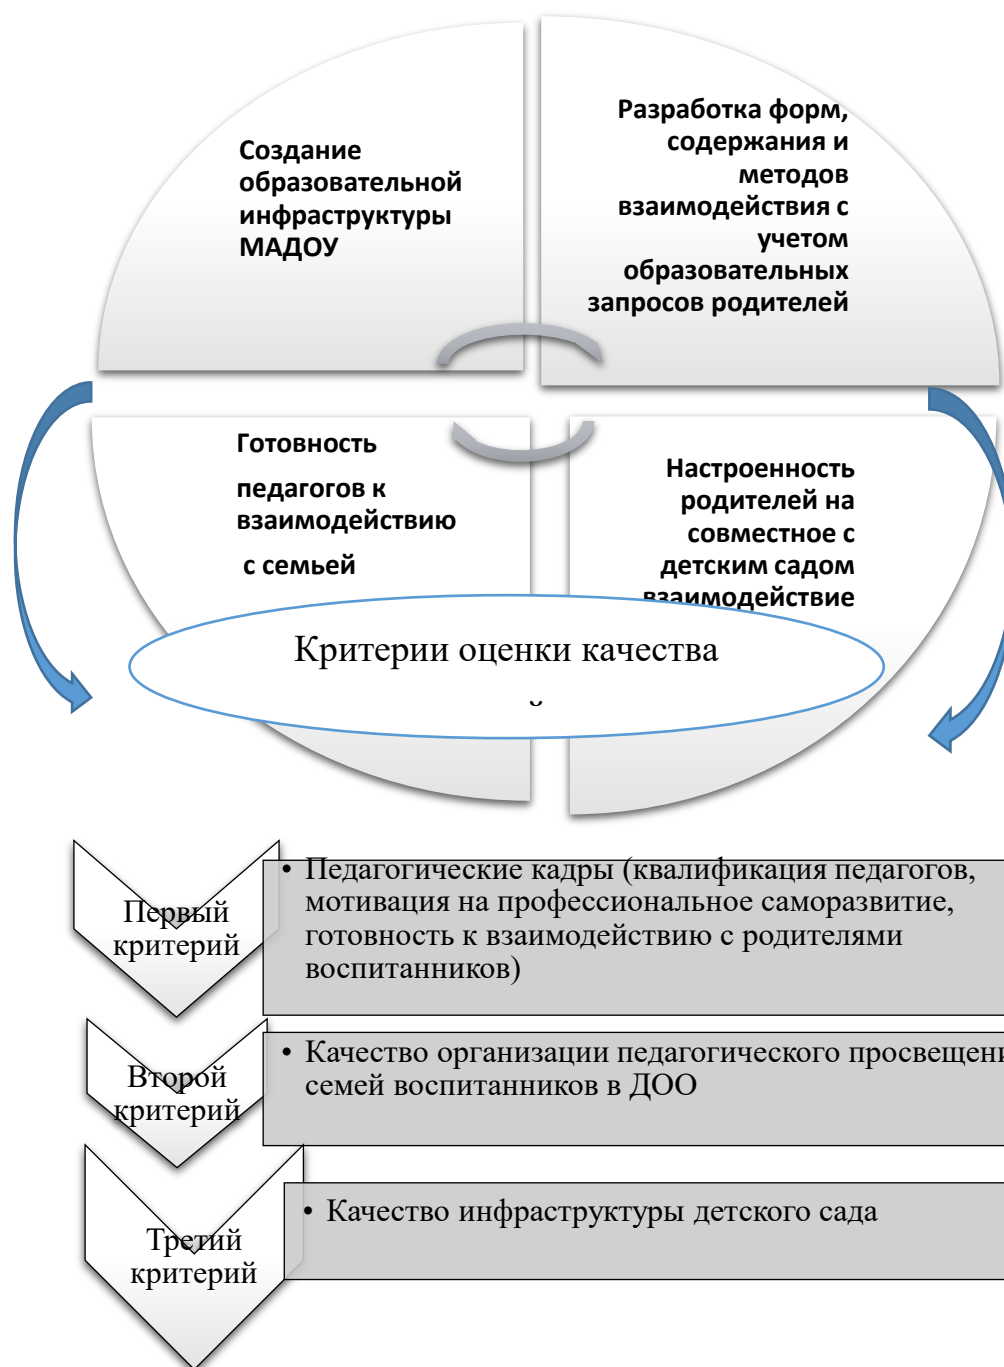 Создание
образовательной
инфраструктуры
МАДОУ
Разработка форм,
содержания и
методов
взаимодействия с
учетом
образовательных
запросов родителей
Готовность
педагогов к
взаимодействию
с семьей
Настроенность
родителей на
совместное с
детским садом
взаимодействие
Критерии оценки качества
Первый
критерий
• Педагогические кадры (квалификация педагогов,
мотивация на профессиональное саморазвитие,
готовность к взаимодействию с родителями
воспитанников)
Второй
критерий
• Качество организации педагогического просвещени
семей воспитанников в ДОО
Третий
критерий
• Качество инфраструктуры детского сада